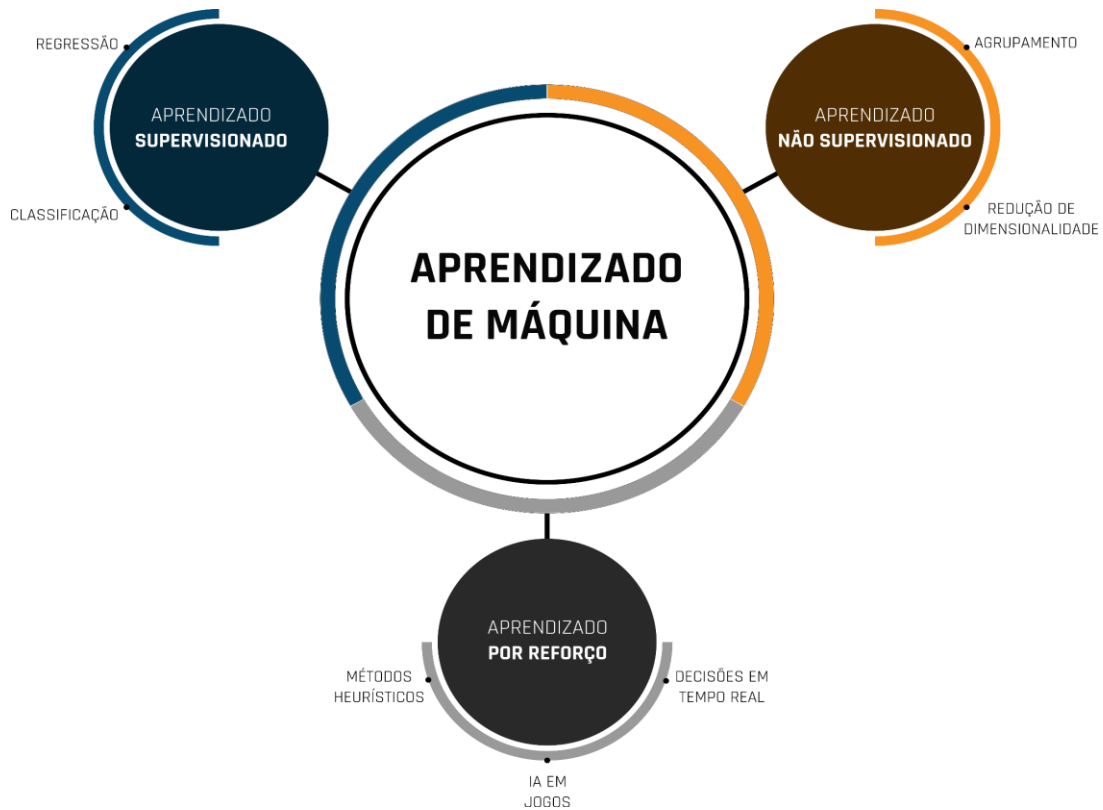 REGRESSÃO
APRENDIZADO
SUPERVISIONADO
CLASSIFICAÇÃO
AGRUPAMENTO
APRENDIZADO
NÃO SUPERVISIONADO
REDUÇÃO DE
DIMENSIONALIDADE
APRENDIZADO
DE MÁQUINA
APRENDIZADO
POR REFORÇO
MÉTODOS
HEURÍSTICOS
DECISÕES EM
TEMPO REAL
IA EM
JOGOS